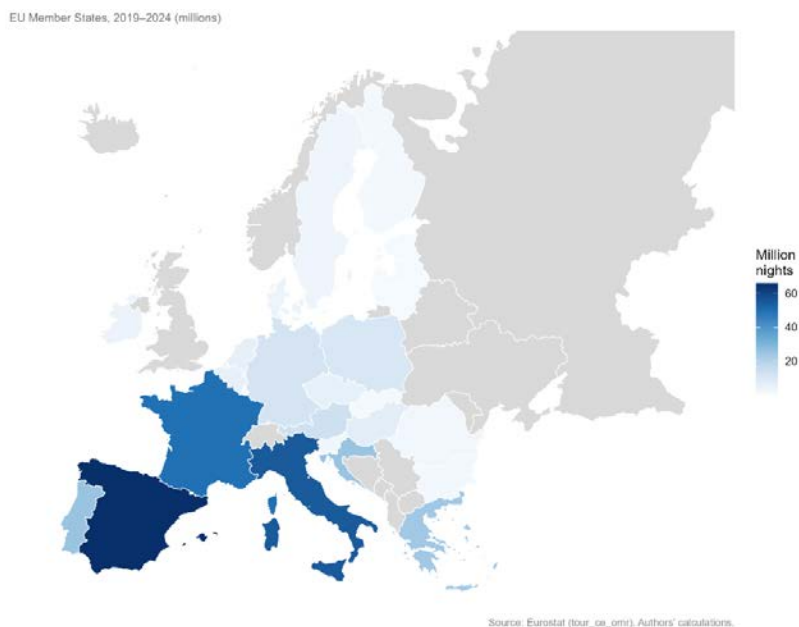 EU Member States, 2019–2024 (millions)
Million
nights
60
40
20
Source: Eurostat (tour_ce_omr). Authors' calculations.